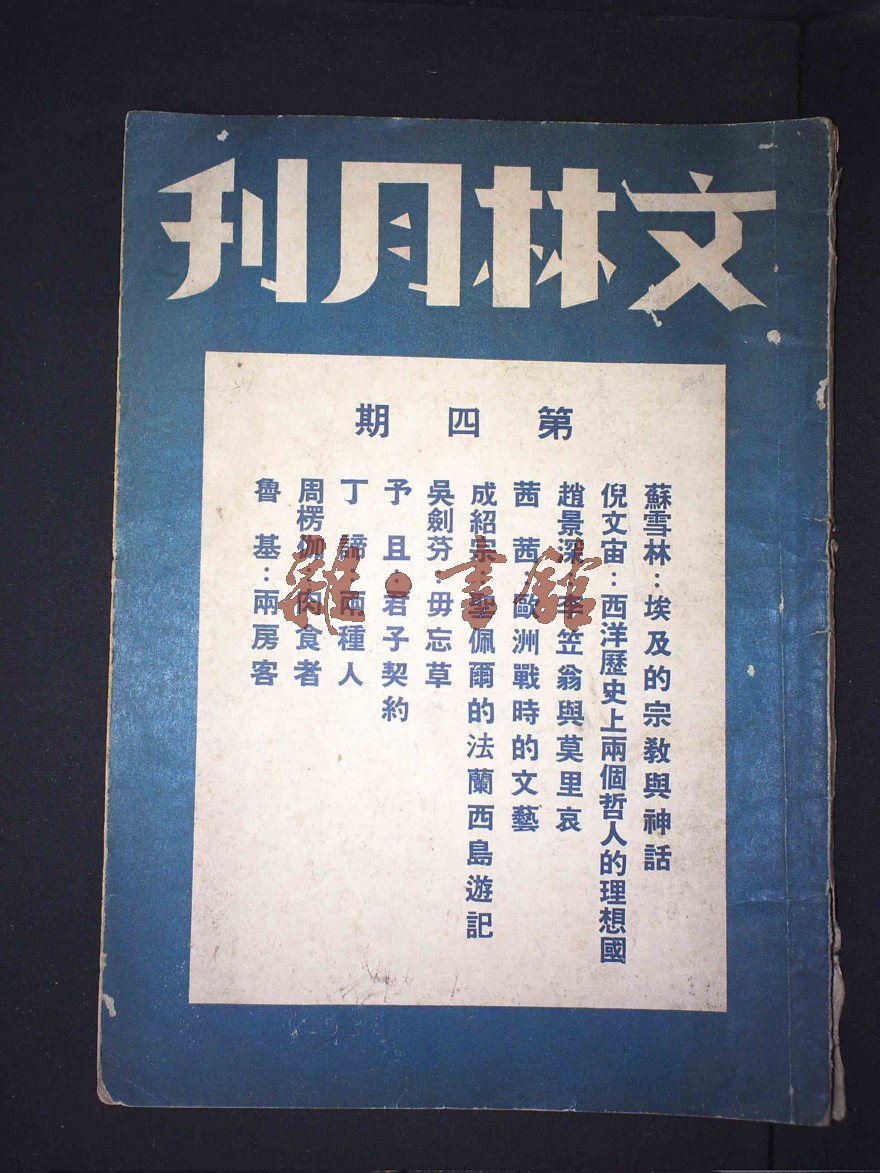 文林月刊
第四期
蘇雪林：埃及的宗教與神話
倪文宙：西洋歷史上兩個哲人的理想國
趙景深：李笠翁與莫里哀
茜茜：歐洲戰時的文藝
成紹宗：聖佩爾的法蘭西島遊記
吳劍芬：毋忘草
予且：君子契約
丁諦：兩種人
周楞伽：肉食者
魯基：兩房客
雜·書館